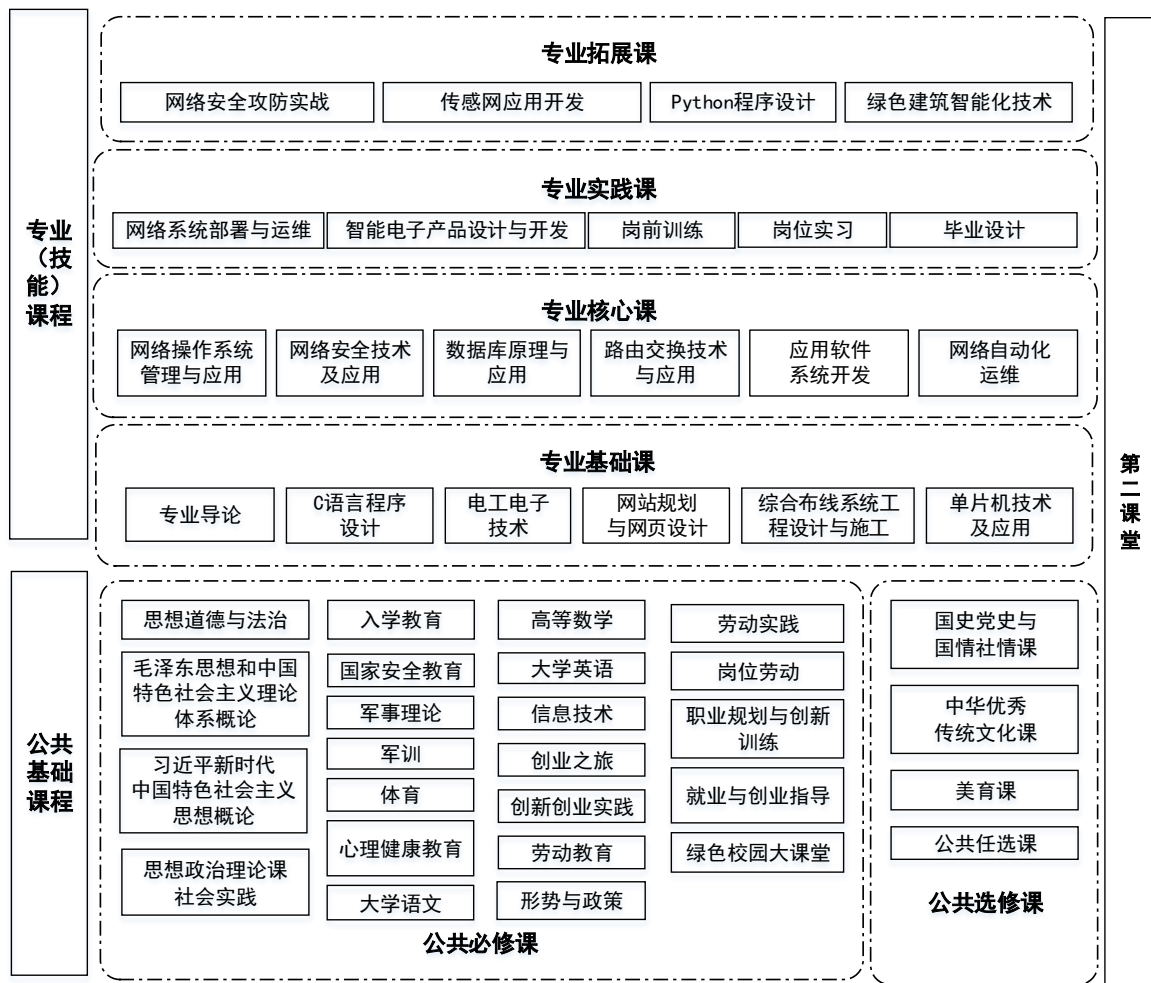 专业
（技
能）
课程
专业拓展课
网络安全攻防实战
传感网应用开发
Python程序设计
绿色建筑智能化技术
专业实践课
网络系统部署与运维
智能电子产品设计与开发
岗前训练
岗位实习
毕业设计
专业核心课
网络操作系统
管理与应用
网络安全技术
及应用
数据库原理与
应用
路由交换技术
与应用
应用软件
系统开发
网络自动化
运维
专业基础课
专业导论
C语言程序
设计
电工电子
技术
网站规划
与网页设计
综合布线系统工
程设计与施工
单片机技术
及应用
公共
基础
课程
思想道德与法治
毛泽东思想和中国
特色社会主义理论
体系概论
习近平新时代
中国特色社会主义
思想概论
思想政治理论课
社会实践
入学教育
国家安全教育
军事理论
军训
体育
心理健康教育
大学语文
高等数学
大学英语
信息技术
创业之旅
创新创业实践
劳动教育
形势与政策
劳动实践
岗位劳动
职业规划与创新
训练
就业与创业指导
绿色校园大课堂
公共必修课
国史党史与
国情社情课
中华优秀
传统文化课
美育课
公共任选课
公共选修课
第
二
课
堂